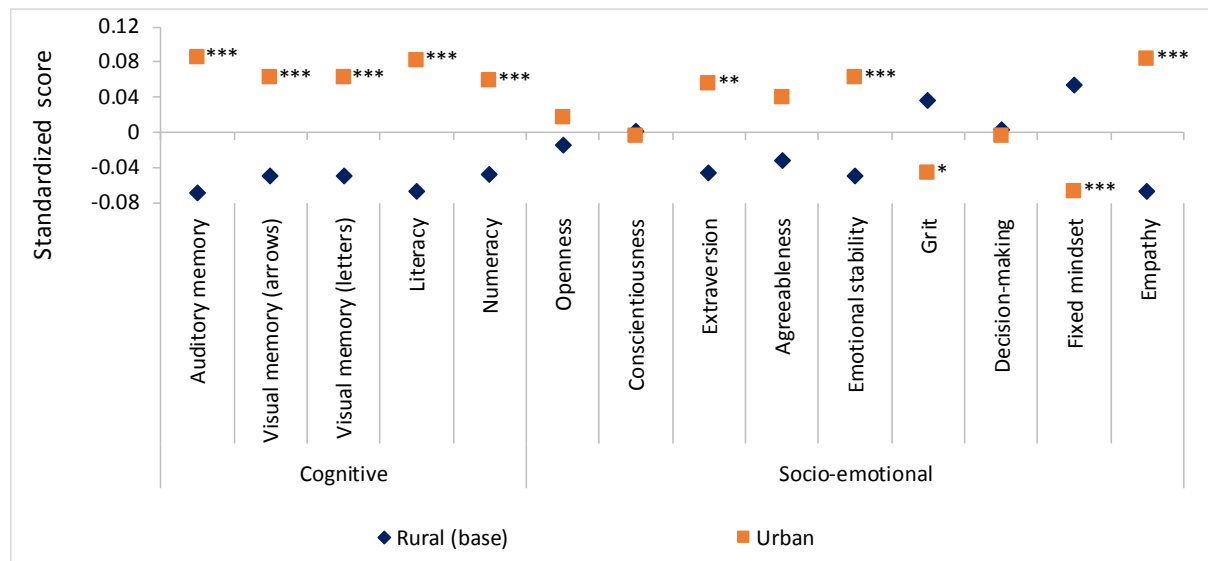 Standardized score
0.12
0.08
0.04
0
-0.04
-0.08
***
***
***
***
***
**
***
*
***
***
Auditory memory
Visual memory (arrows)
Visual memory (letters)
Literacy
Numeracy
Openness
Conscientiousness
Extraversion
Agreeableness
Emotional stability
Grit
Decision-making
Fixed mindset
Empathy
Cognitive
Socio-emotional
Rural (base)
Urban